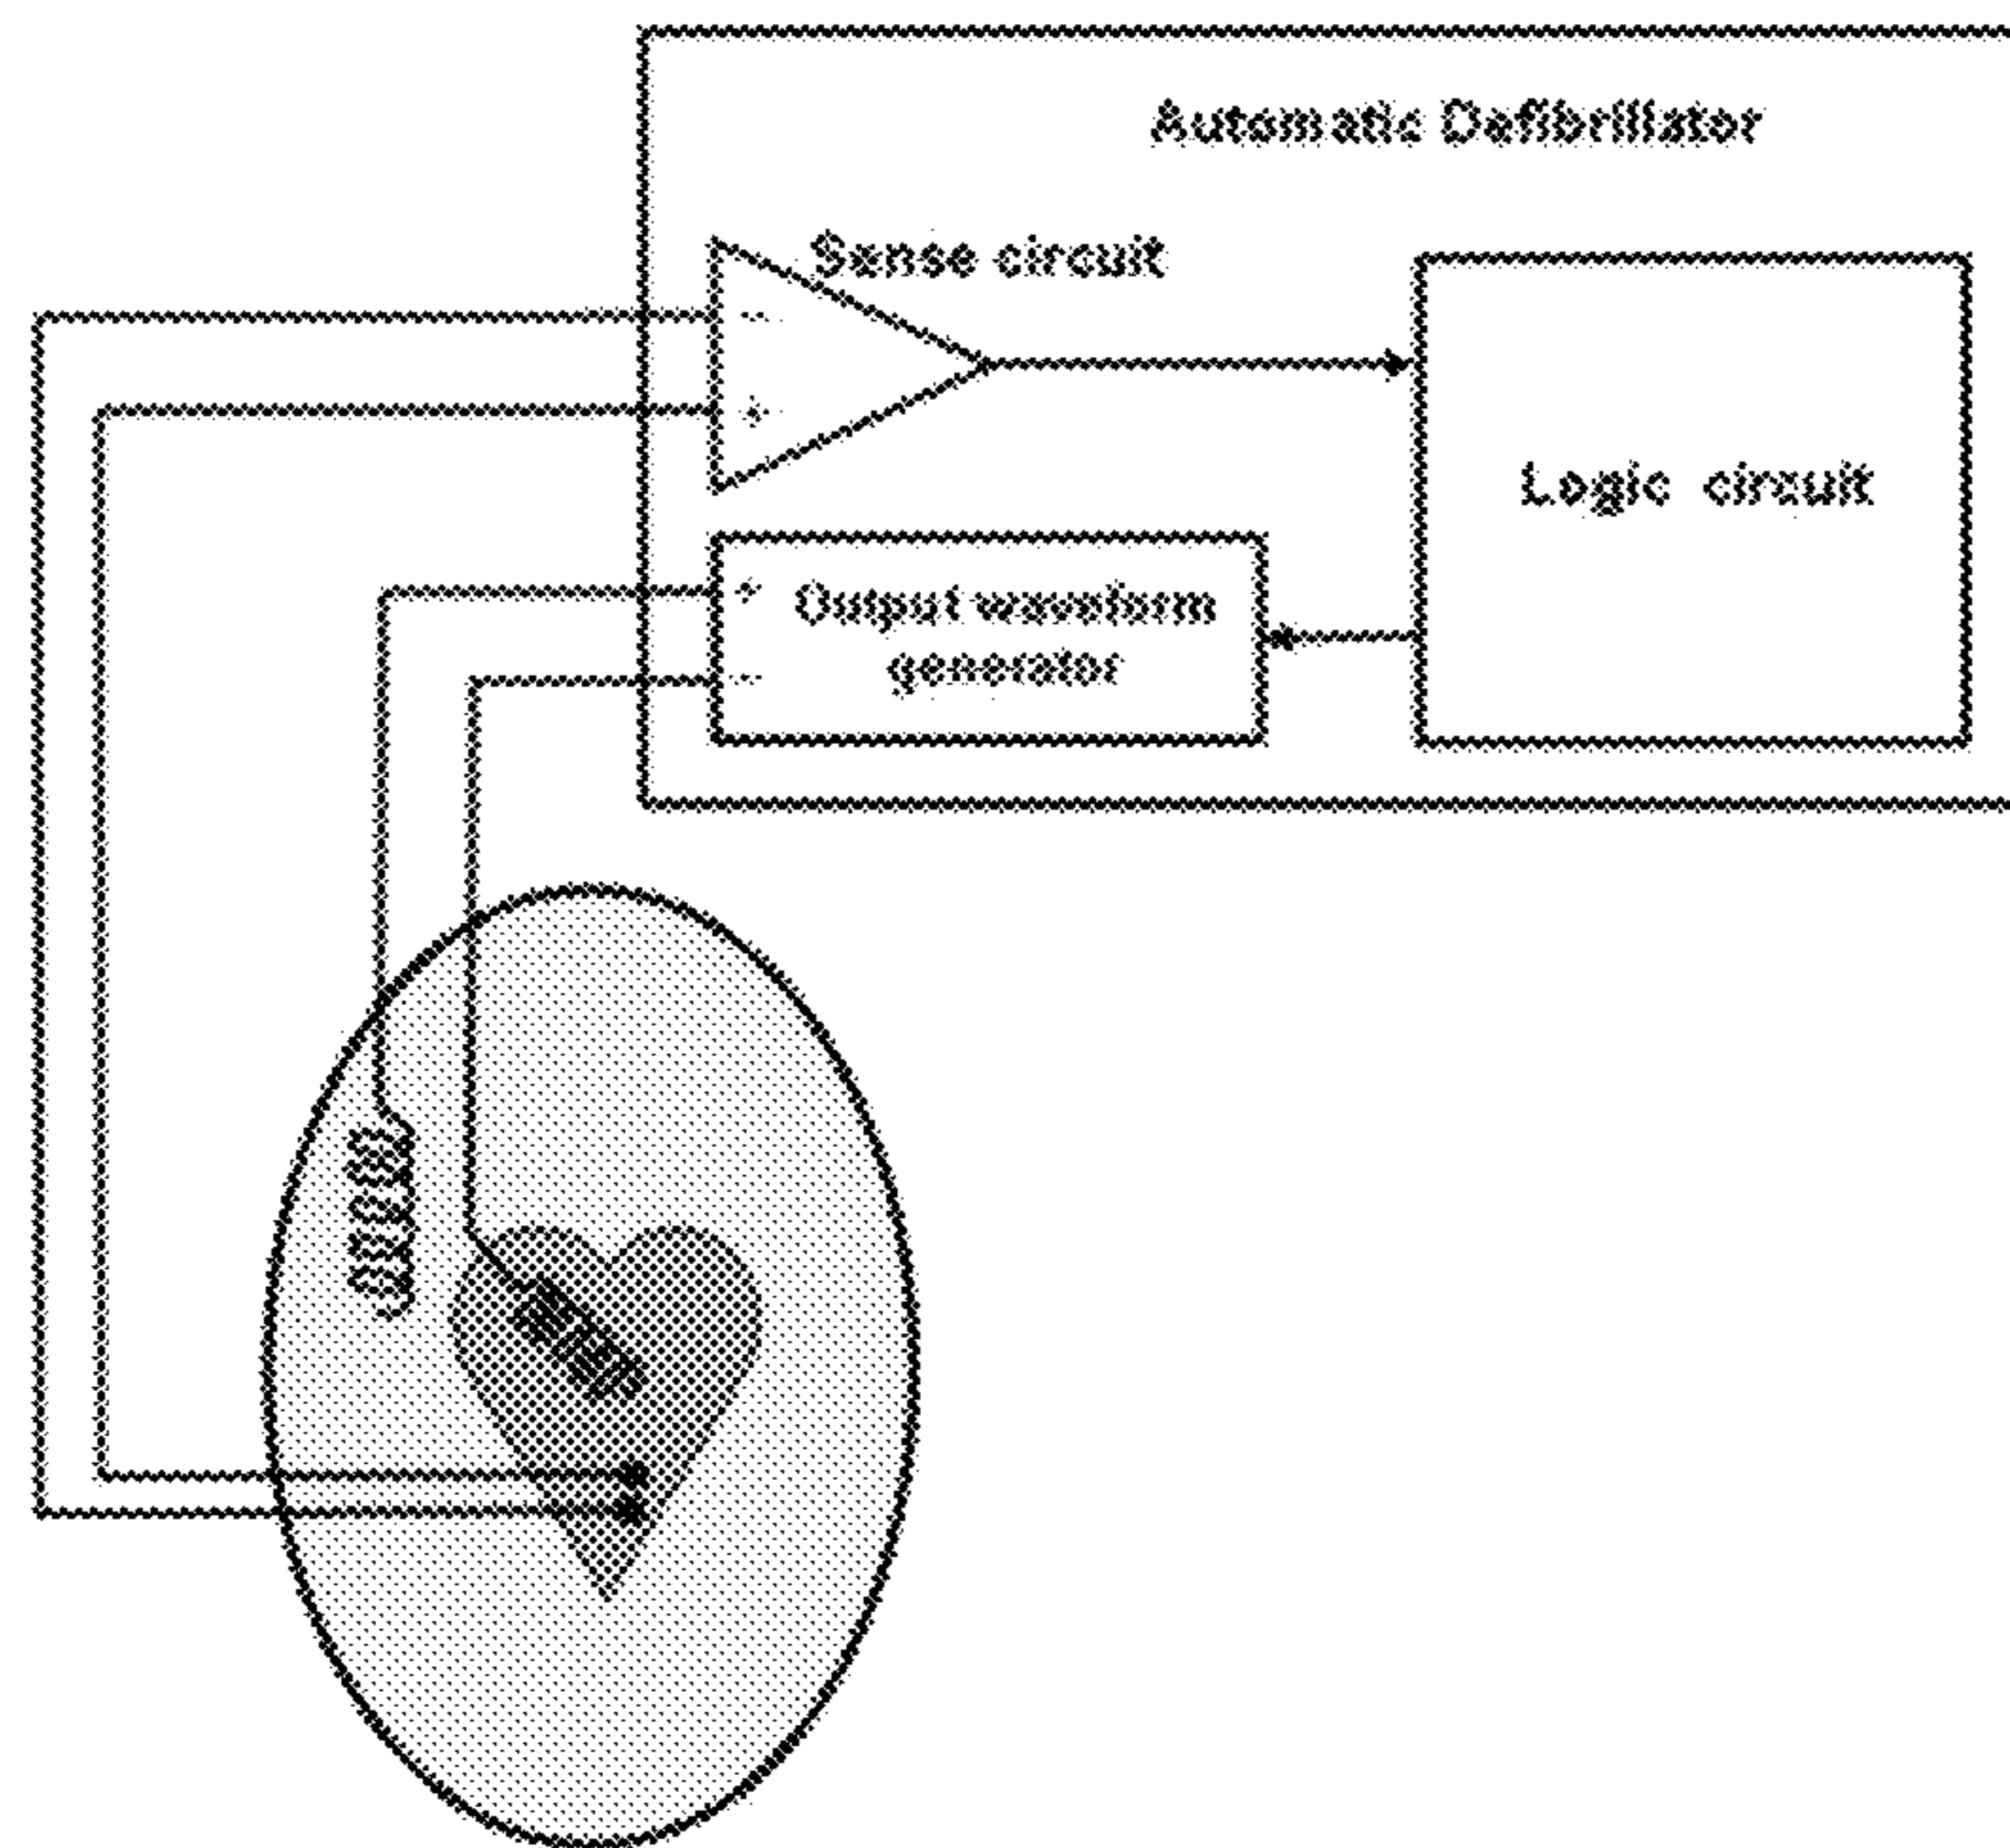 Automatic Defibrillator
Sense circuit
-
+
Logic circuit
+ Output waveform
- generator